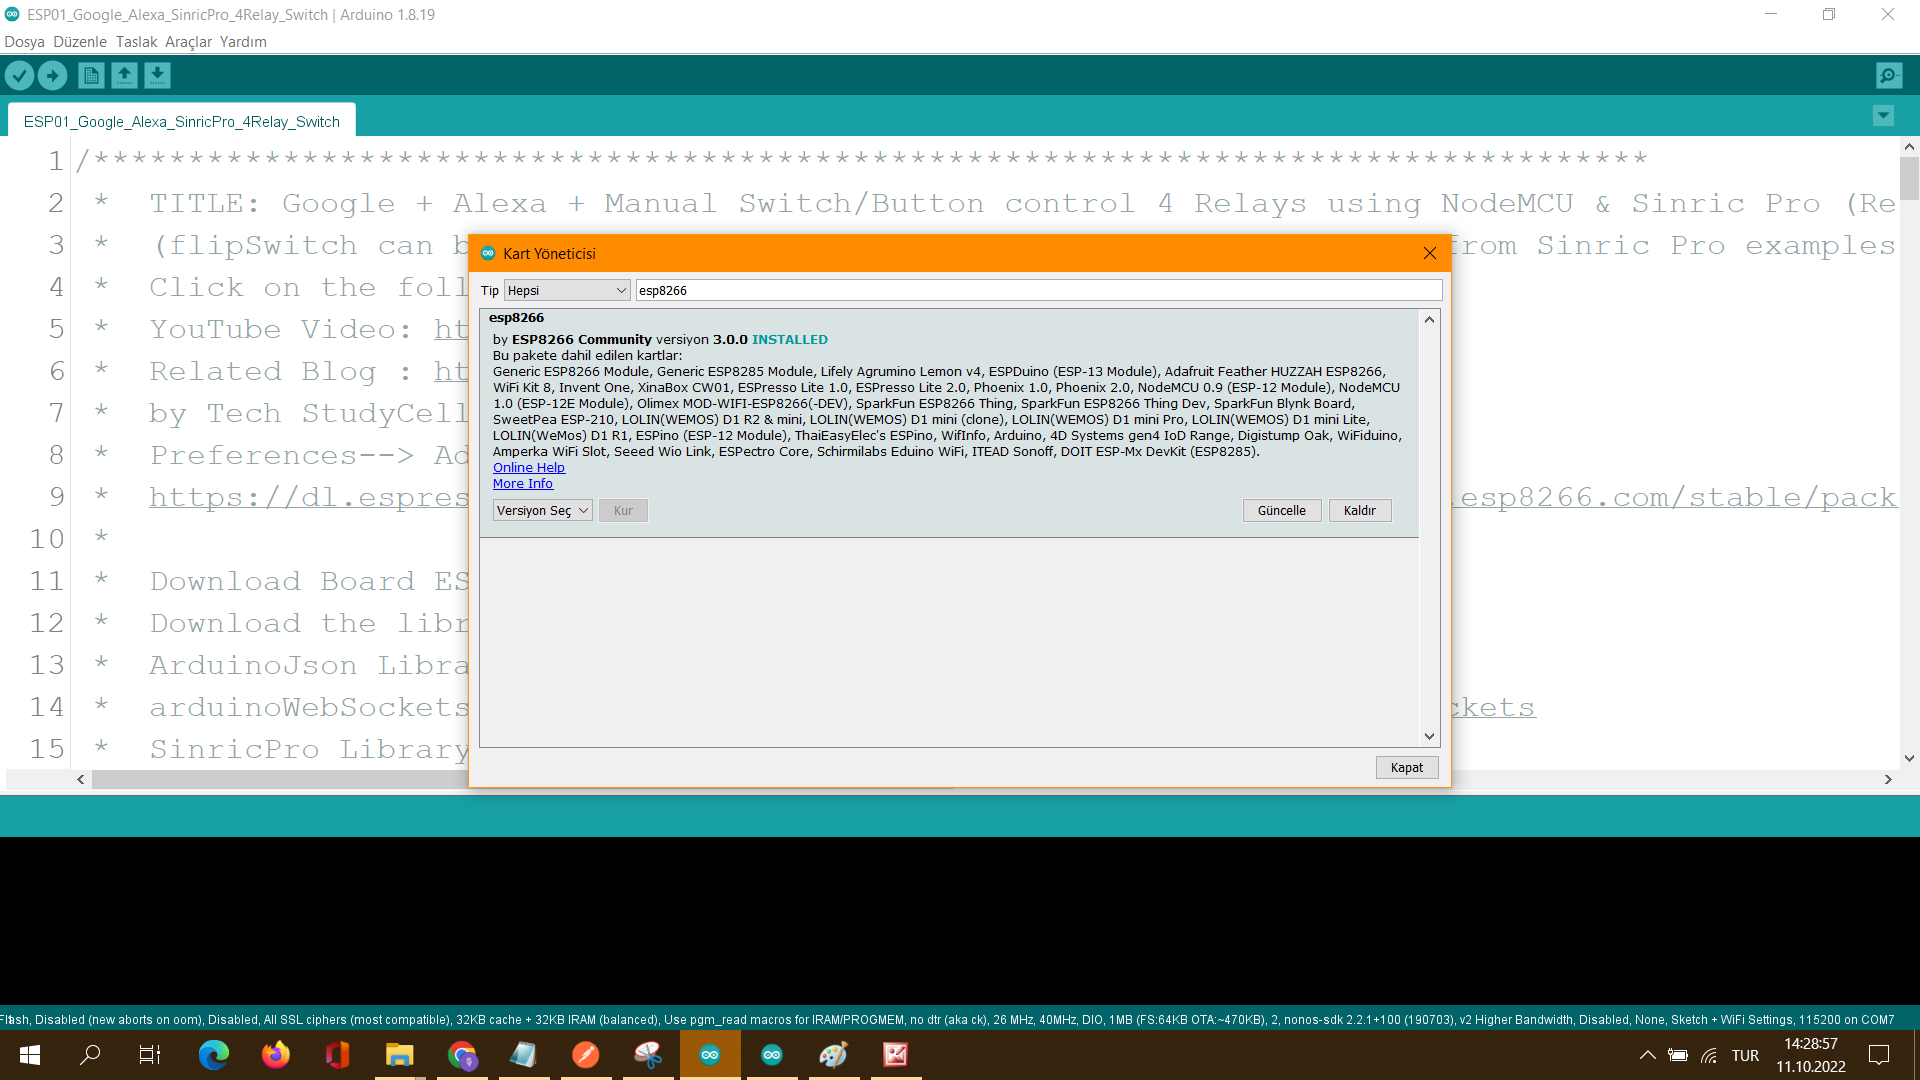 ESP01_Google_Alexa_SinricPro_4Relay_Switch | Arduino 1.8.19
Dosya Düzenle Taslak Araçlar Yardım
ESP01_Google_Alexa_SinricPro_4Relay_Switch
1 /**********************************************************************************
2 * TITLE: Google + Alexa + Manual Switch/Button control 4 Relays using NodeMCU & Sinric Pro (Re
3 * (flipSwitch can b
from Sinric Pro examples
4 * Click on the foll
5 * YouTube Video: ht
6 * Related Blog : ht
7 * by Tech StudyCell
8 * Preferences--> Ad
9 * https://dl.espres
.esp8266.com/stable/pack
10 *
11 * Download Board ES
12 * Download the libr
13 * ArduinoJson Libra
14 * arduinoWebSockets
ckets
15 * SinricPro Library
Kart Yöneticisi
Tip Hepsi esp8266
esp8266
by ESP8266 Community versiyon 3.0.0 INSTALLED
Bu pakete dahil edilen kartlar:
Generic ESP8266 Module, Generic ESP8285 Module, Lifely Agrumino Lemon v4, ESPDuino (ESP-13 Module), Adafruit Feather HUZZAH ESP8266,
WiFi Kit 8, Invent One, XinaBox CW01, ESPresso Lite 1.0, ESPresso Lite 2.0, Phoenix 1.0, Phoenix 2.0, NodeMCU 0.9 (ESP-12 Module), NodeMCU
1.0 (ESP-12E Module), Olimex MOD-WIFI-ESP8266(-DEV), SparkFun ESP8266 Thing, SparkFun ESP8266 Thing Dev, SparkFun Blynk Board,
SweetPea ESP-210, LOLIN(WEMOS) D1 R2 & mini, LOLIN(WEMOS) D1 mini (clone), LOLIN(WEMOS) D1 mini Pro, LOLIN(WEMOS) D1 mini Lite,
LOLIN(WeMos) D1 R1, ESPino (ESP-12 Module), ThaiEasyElec's ESPino, WifInfo, Arduino, 4D Systems gen4 IoD Range, Digistump Oak, WiFiduino,
Amperka WiFi Slot, Seeed Wio Link, ESPectro Core, Schirmilabs Eduino WiFi, ITEAD Sonoff, DOIT ESP-Mx DevKit (ESP8285).
Online Help
More Info
Versiyon Seç Kur Güncelle Kaldır
Kapat
Flash, Disabled (new aborts on oom), Disabled, All SSL ciphers (most compatible), 32KB cache + 32KB IRAM (balanced), Use pgm_read macros for IRAM/PROGMEM, no dtr (aka ck), 26 MHz, 40MHz, DIO, 1MB (FS:64KB OTA:~470KB), 2, nonos-sdk 2.2.1+100 (190703), v2 Higher Bandwidth, Disabled, None, Sketch + WiFi Settings, 115200 on COM7
TUR
14:28:57
11.10.2022